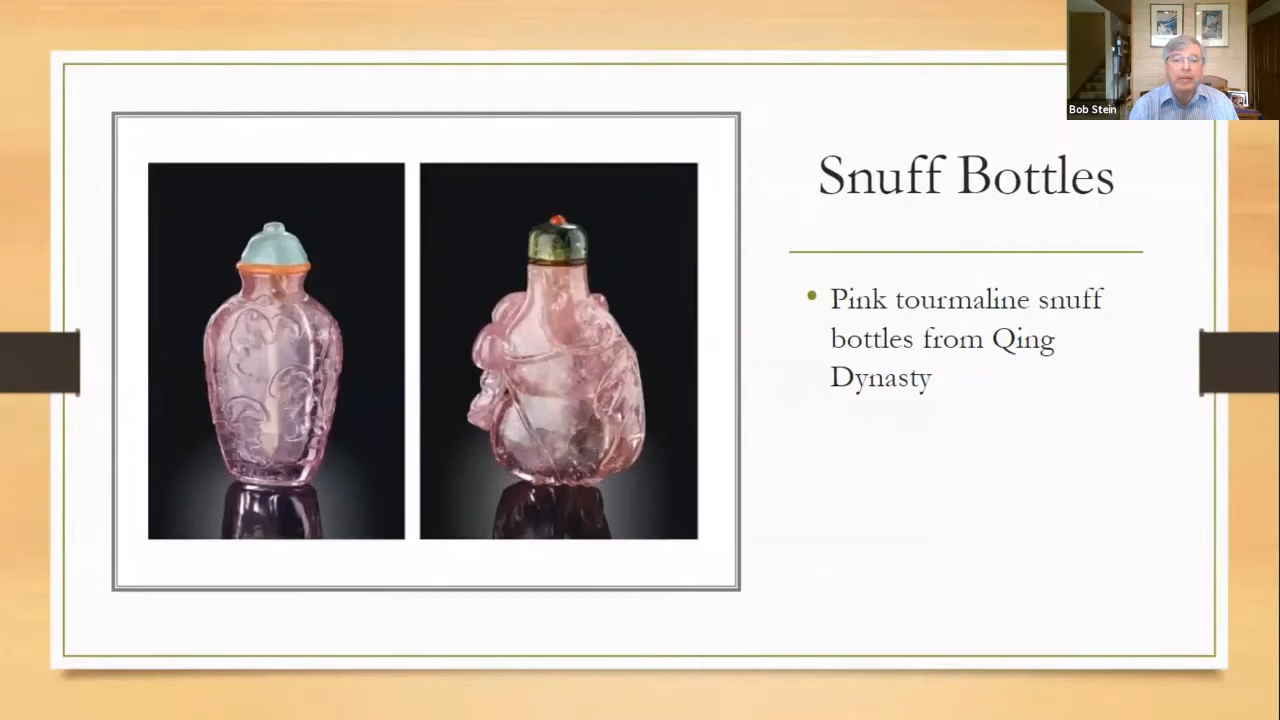 Bob Stein
Snuff Bottles
• Pink tourmaline snuff
bottles from Qing
Dynasty